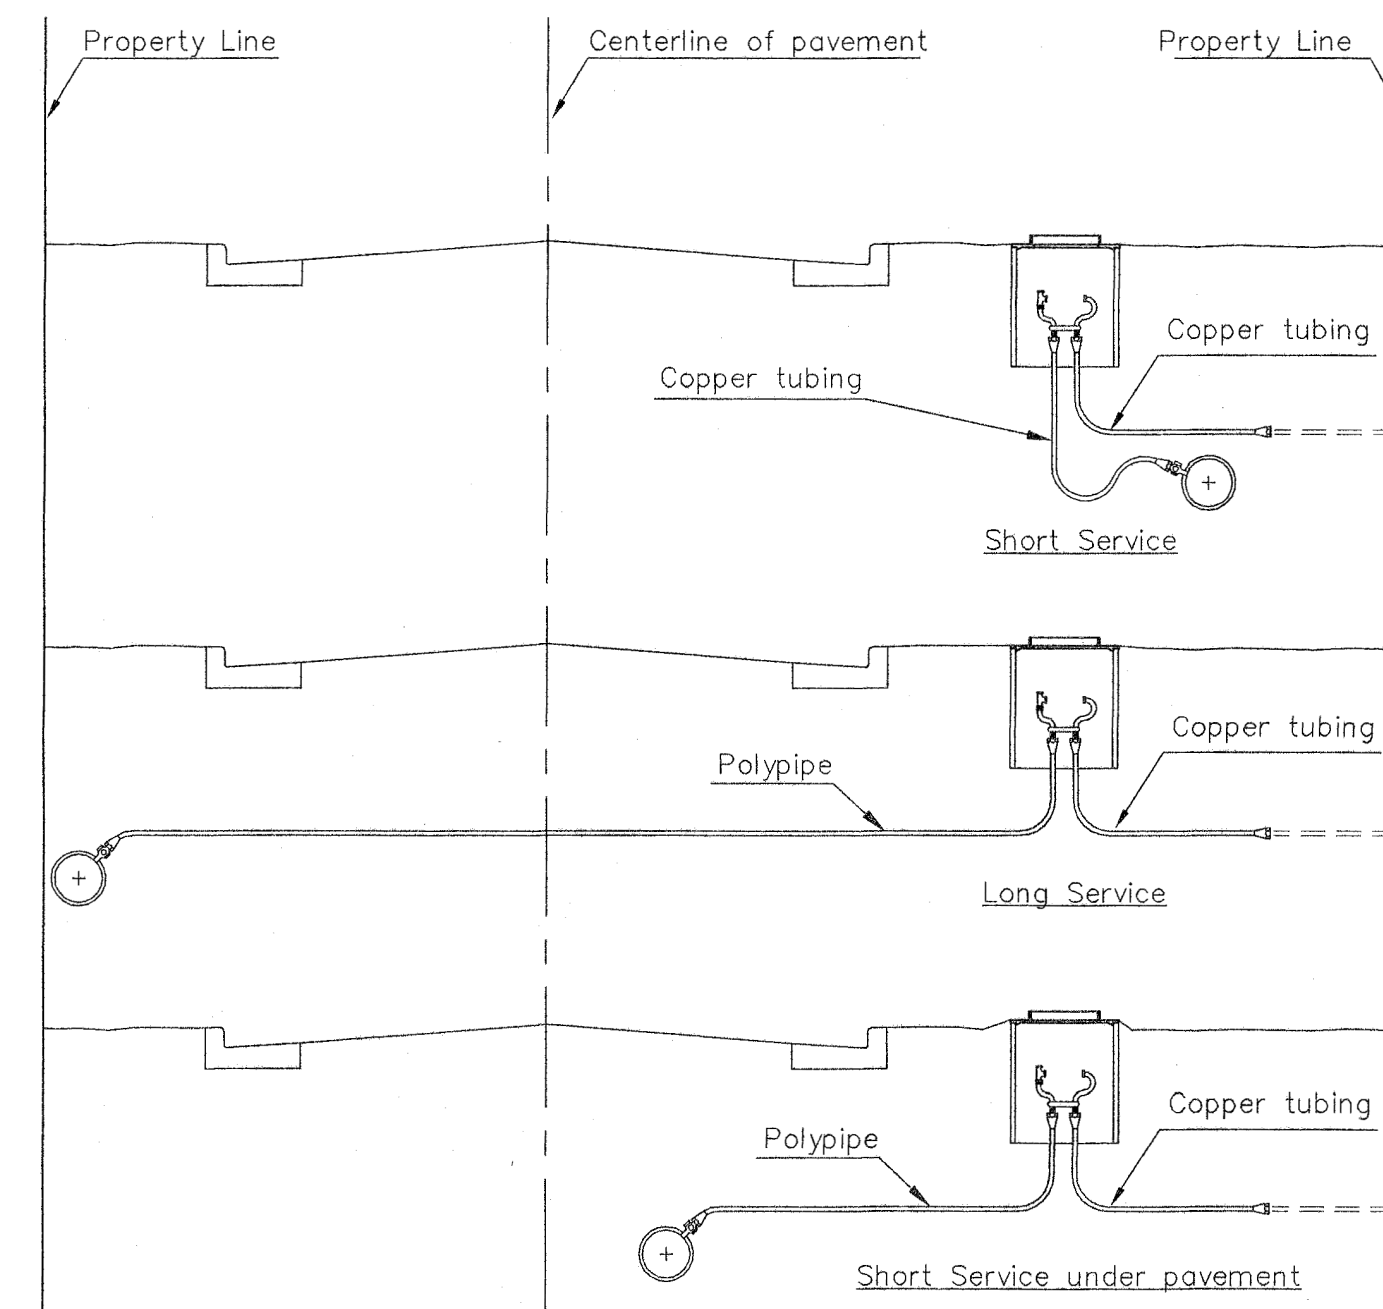 Property Line
Centerline of pavement
Property Line
Copper tubing
Copper tubing
Short Service
Copper tubing
Polypipe
Long Service
Copper tubing
Polypipe
Short Service under pavement